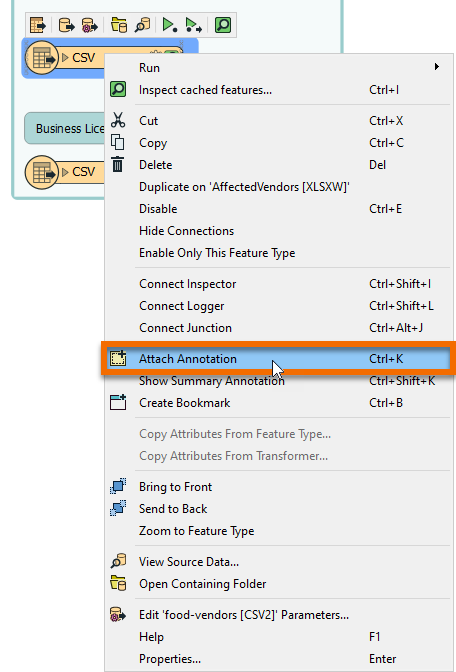 CSV
Run
Inspect cached features... Ctrl+I
Cut Ctrl+X
Copy Ctrl+C
Business Lice
Delete Del
CSV
Duplicate on 'AffectedVendors [XLSXW]'
Disable Ctrl+E
Hide Connections
Enable Only This Feature Type
Connect Inspector Ctrl+Shift+I
Connect Logger Ctrl+Shift+L
Connect Junction Ctrl+Alt+J
Attach Annotation Ctrl+K
Show Summary Annotation Ctrl+Shift+K
Create Bookmark Ctrl+B
Copy Attributes From Feature Type...
Copy Attributes From Transformer...
Bring to Front
Send to Back
Zoom to Feature Type
View Source Data...
Open Containing Folder
Edit 'food-vendors [CSV2]' Parameters...
Help F1
Properties... Enter